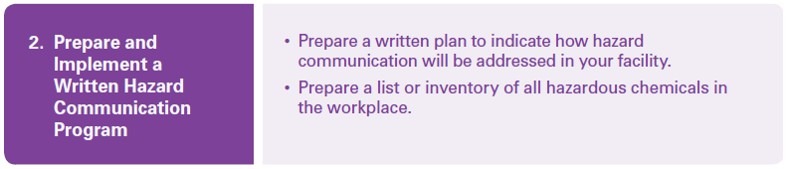 2. Prepare and
Implement a
Written Hazard
Communication
Program
• Prepare a written plan to indicate how hazard
communication will be addressed in your facility.
• Prepare a list or inventory of all hazardous chemicals in
the workplace.